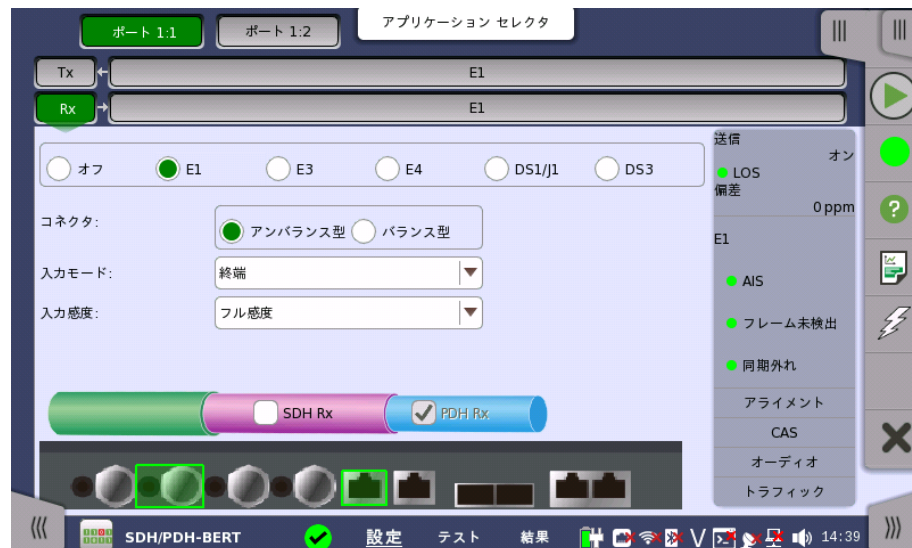 アプリケーション セレクタ
ポート 1:1
ポート 1:2
Tx
E1
Rx
E1
オフ
E1
E3
E4
DS1/J1
DS3
コネクタ:
アンバランス型
バランス型
入力モード:
終端
入力感度:
フル感度
SDH Rx
PDH Rx
送信
オン
LOS
偏差
0 ppm
E1
AIS
フレーム未検出
同期外れ
アライメント
CAS
オーディオ
トラフィック
SDH/PDH-BERT
設定
テスト
結果
V
14:39